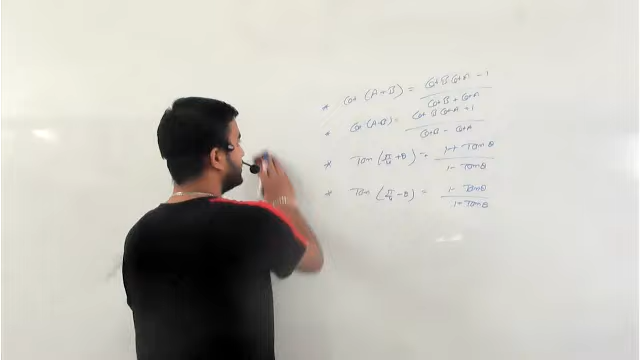 * Cot (A+B) = Cot B Cot A - 1 / Cot B + Cot A
* Cot (A-B) = Cot B Cot A + 1 / Cot B - Cot A
* Tan (π/4 + θ) = 1 + Tan θ / 1 - Tan θ
* Tan (π/4 - θ) = 1 - Tan θ / 1 + Tan θ